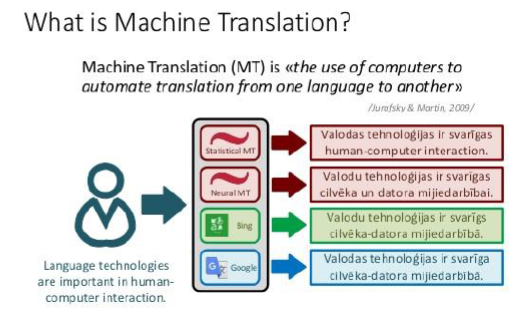 What is Machine Translation?
Machine Translation (MT) is «the use of computers to
automate translation from one language to another»
/Jurafsky & Martin, 2009/
Statistical MT
Valodas tehnoloģijas ir svarīgas
human-computer interaction.
Neural MT
Valodu tehnoloģijas ir svarīgas
cilvēka un datora mijiedarbībai.
Bing
Valodu tehnoloģijas ir svarīgs
cilvēka-datora mijiedarbībā.
Google
Valodas tehnoloģija ir svarīga
cilvēka-datora mijiedarbībā.
Language technologies
are important in human-
computer interaction.